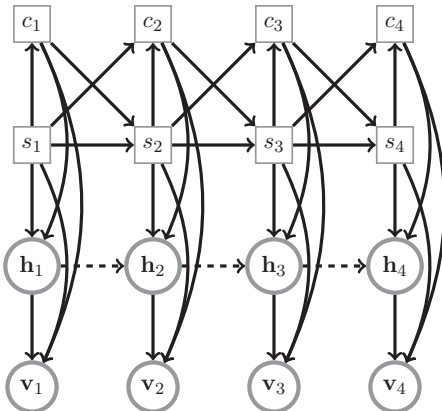 c₁ c₂ c₃ c₄
s₁ s₂ s₃ s₄
h₁ h₂ h₃ h₄
v₁ v₂ v₃ v₄